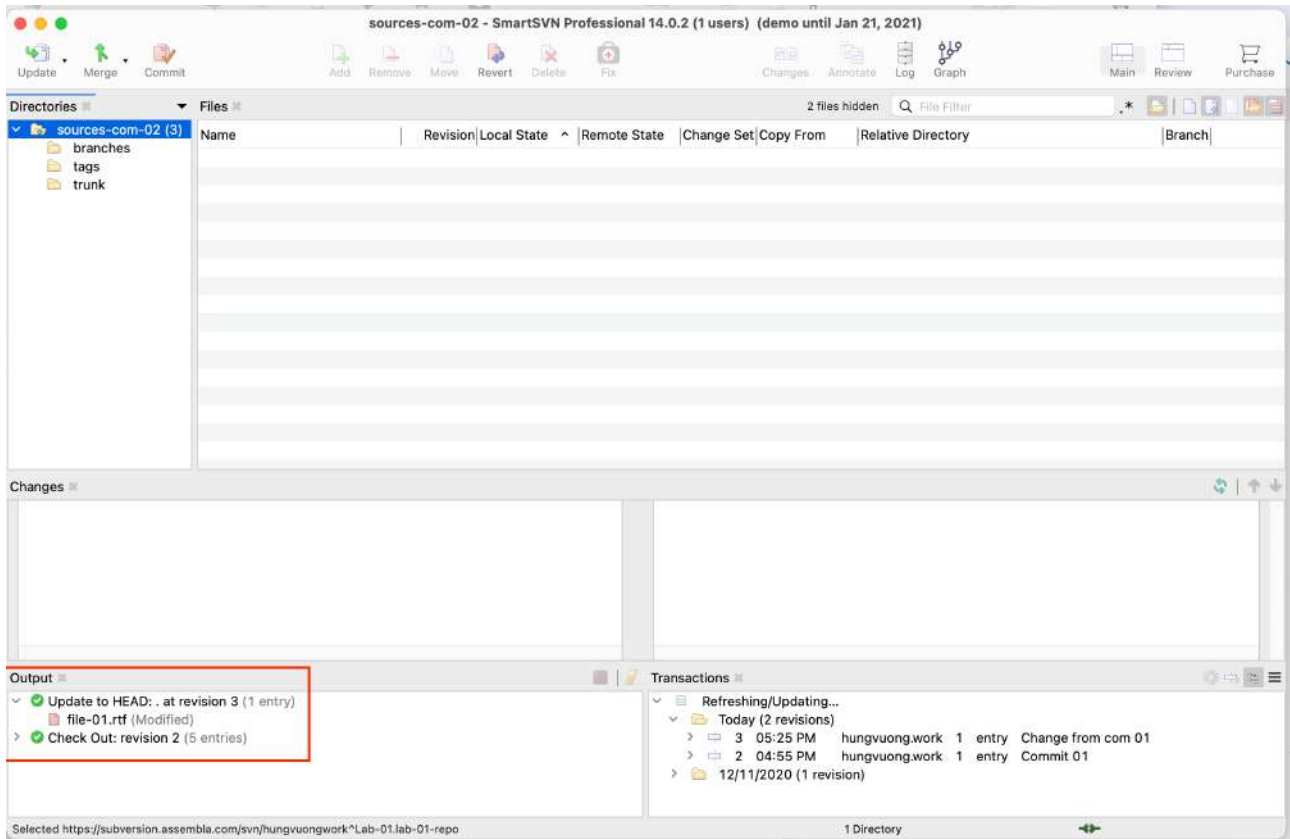 sources-com-02 - SmartSVN Professional 14.0.2 (1 users) (demo until Jan 21, 2021)
Update Merge Commit Add Remove Move Revert Delete Fix Changes Annotate Log Graph Main Review Purchase
Directories Files 2 files hidden File Filter .*
sources-com-02 (3) Name Revision Local State Remote State Change Set Copy From Relative Directory Branch
branches
tags
trunk
Changes
Output Transactions
Update to HEAD: . at revision 3 (1 entry) Refreshing/Updating...
file-01.rtf (Modified) Today (2 revisions)
Check Out: revision 2 (5 entries) 3 05:25 PM hungvuong.work 1 entry Change from com 01
2 04:55 PM hungvuong.work 1 entry Commit 01
12/11/2020 (1 revision)
Selected https://subversion.assembla.com/svn/hungvuongwork^Lab-01.lab-01-repo 1 Directory